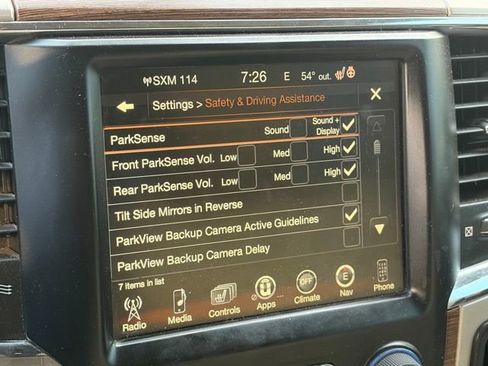 SXM 114 7:26 E 54° out.
Settings > Safety & Driving Assistance X
ParkSense Sound Sound + Display
Front ParkSense Vol. Low Med High
Rear ParkSense Vol. Low Med High
Tilt Side Mirrors in Reverse
ParkView Backup Camera Active Guidelines
ParkView Backup Camera Delay
7 items in list
OFF E
Radio Media Controls Apps Climate Nav Phone